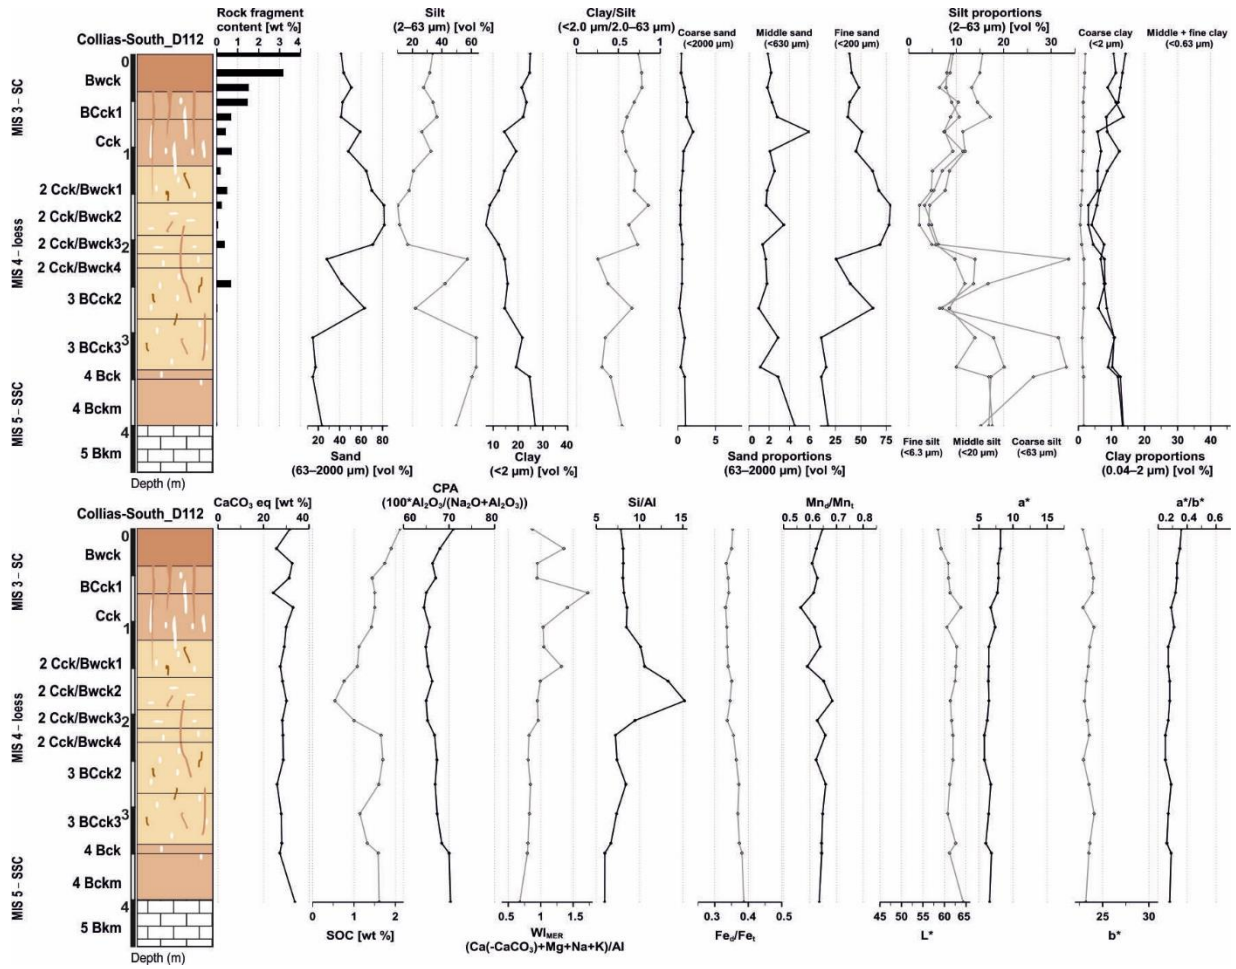 Rock fragment
content [wt %]
Silt
(2–63 µm) [vol %]
Clay/Silt
(<2.0 µm/2.0–63 µm)
Silt proportions
(2–63 µm) [vol %]
Collias-South_D112
0 1 2 3 4
0 20 40 60
0 0.5 1
Coarse sand
(<2000 µm)
Middle sand
(<630 µm)
Fine sand
(<200 µm)
0 10 20 30
Coarse clay
(<2 µm)
Middle + fine clay
(<0.63 µm)
MIS 3 – SC
MIS 4 – loess
MIS 5 – SSC
0
Bwck
BCck1
Cck
1
2 Cck/Bwck1
2 Cck/Bwck2
2 Cck/Bwck3
2
2 Cck/Bwck4
3 BCck2
3 BCck3
3
4 Bck
4 Bckm
4
5 Bkm
Depth (m)
20 40 60 80
Sand
(63–2000 µm) [vol %]
10 20 30 40
Clay
(<2 µm) [vol %]
0 2 4 6 8
0 2 4 6
25 50 75
Sand proportions
(63-2000 µm) [vol %]
Fine silt
(<6.3 µm)
Middle silt
(<20 µm)
Coarse silt
(<63 µm)
0 10 20 30 40
Clay proportions
(0.04–2 µm) [vol %]
Collias-South_D112
CaCO₃ eq [wt %]
0 20 40
CPA
(100*Al₂O₃/(Na₂O+Al₂O₃))
60 70 80
Si/Al
5 10 15
Mn_d/Mn_t
0.5 0.6 0.7 0.8
a*
5 10 15
a*/b*
0.2 0.4 0.6
MIS 3 – SC
MIS 4 – loess
MIS 5 – SSC
0
Bwck
BCck1
Cck
1
2 Cck/Bwck1
2 Cck/Bwck2
2 Cck/Bwck3
2
2 Cck/Bwck4
3 BCck2
3 BCck3
3
4 Bck
4 Bckm
4
5 Bkm
Depth (m)
0 1 2
SOC [wt %]
0.5 1 1.5
WI_MER
(Ca(-CaCO₃)+Mg+Na+K)/Al
0.3 0.4 0.5
Fe_d/Fe_t
45 50 55 60 65
L*
25 30
b*